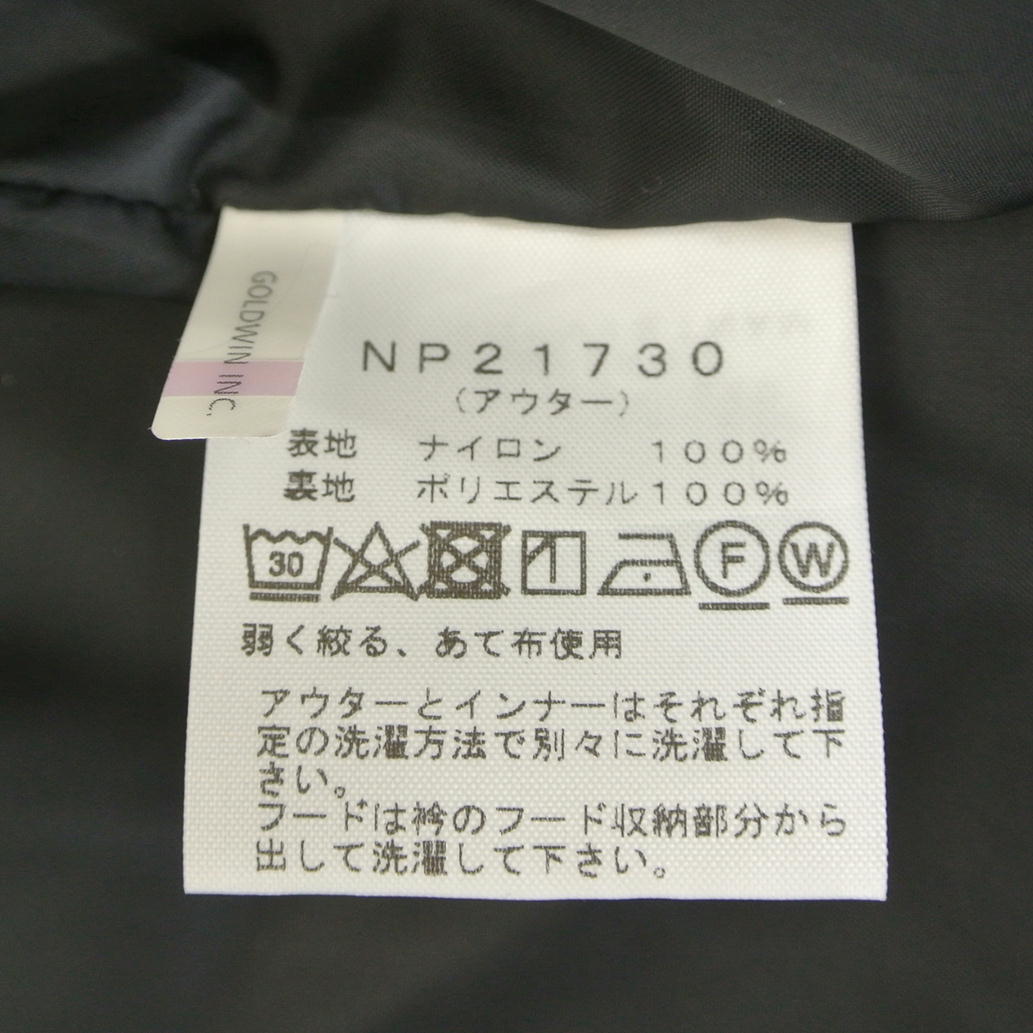 GOLDWIN INC.
NP21730
(アウター)
表地 ナイロン 100%
裏地 ポリエステル100%
30 F W
弱く絞る、あて布使用
アウターとインナーはそれぞれ指
定の洗濯方法で別々に洗濯して下
さい。
フードは衿のフード収納部分から
出して洗濯して下さい。